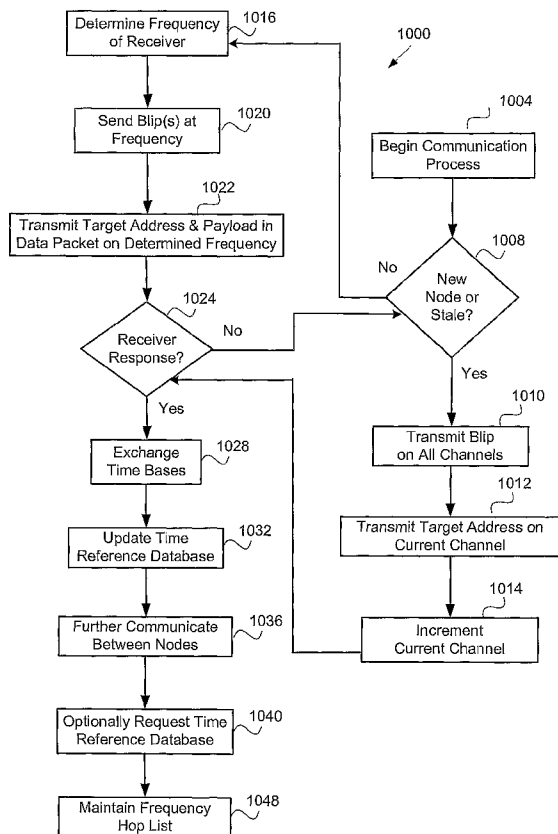 1000
1004
Begin Communication
Process
1008
New
Node or
Stale?
No
Yes
1010
Transmit Blip
on All Channels
1012
Transmit Target Address on
Current Channel
1014
Increment
Current Channel
Determine Frequency
of Receiver
1016
Send Blip(s) at
Frequency
1020
1022
Transmit Target Address & Payload in
Data Packet on Determined Frequency
1024
Receiver
Response?
No
Yes
Exchange
Time Bases
1028
Update Time
Reference Database
1032
Further Communicate
Between Nodes
1036
Optionally Request Time
Reference Database
1040
Maintain Frequency
Hop List
1048